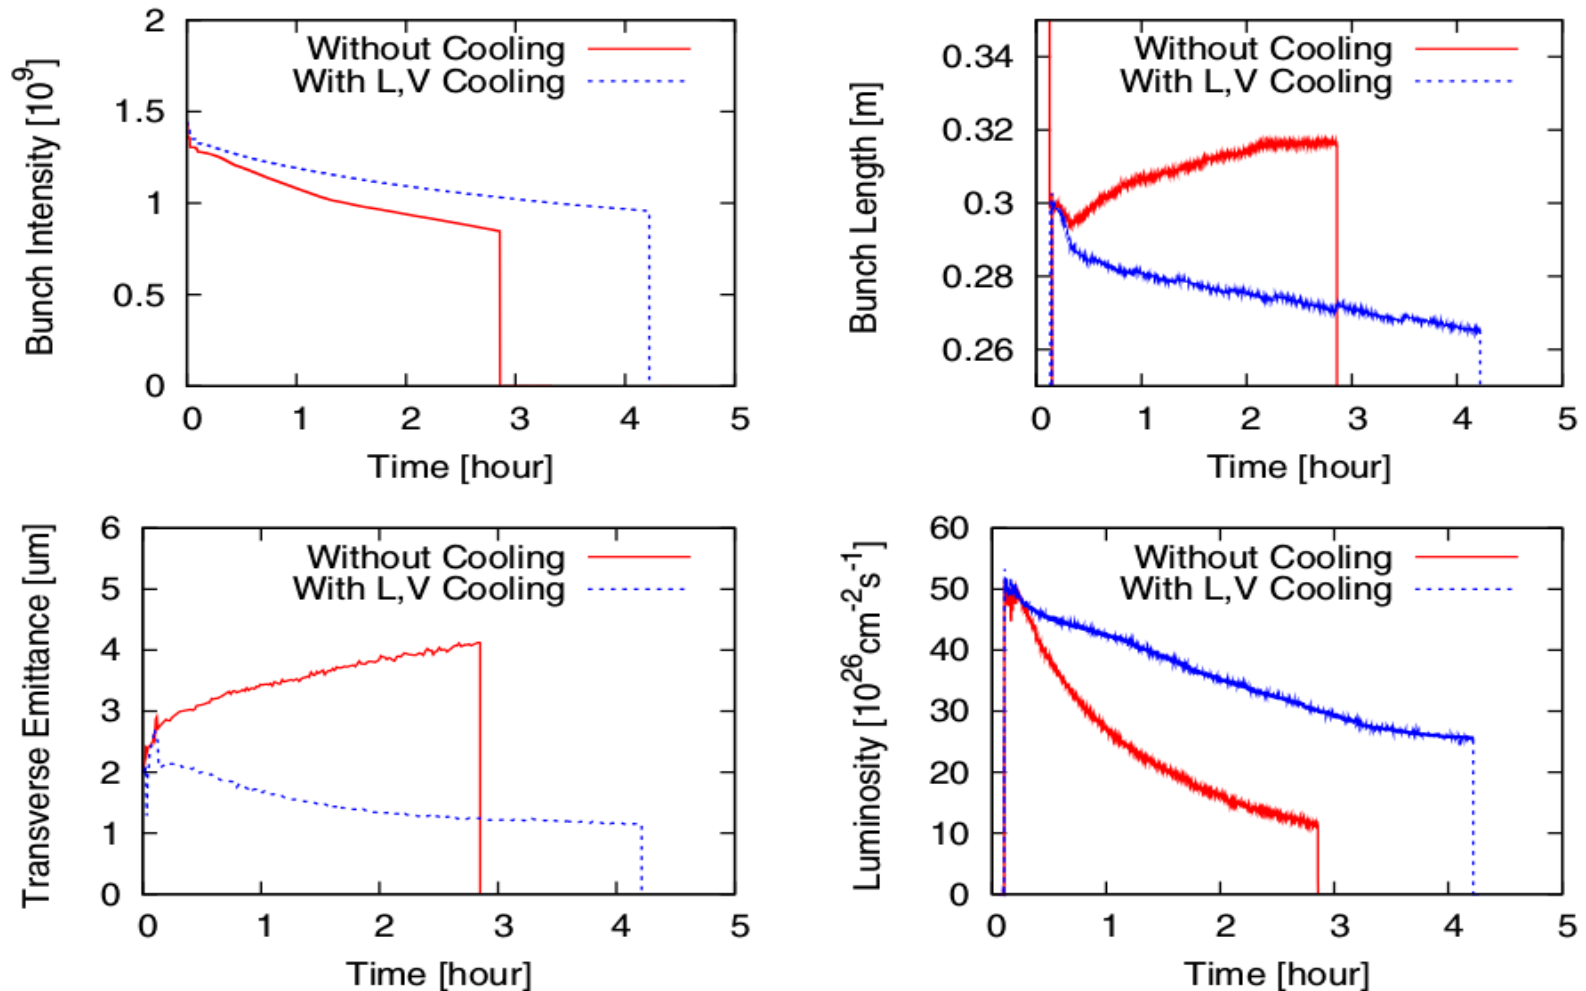 Bunch Intensity [10^9]
2
1.5
1
0.5
0
Without Cooling
With L,V Cooling
0 1 2 3 4 5
Time [hour]
Bunch Length [m]
0.34
0.32
0.3
0.28
0.26
Without Cooling
With L,V Cooling
0 1 2 3 4 5
Time [hour]
Transverse Emittance [um]
6
5
4
3
2
1
0
Without Cooling
With L,V Cooling
0 1 2 3 4 5
Time [hour]
Luminosity [10^26cm^-2s^-1]
60
50
40
30
20
10
0
Without Cooling
With L,V Cooling
0 1 2 3 4 5
Time [hour]